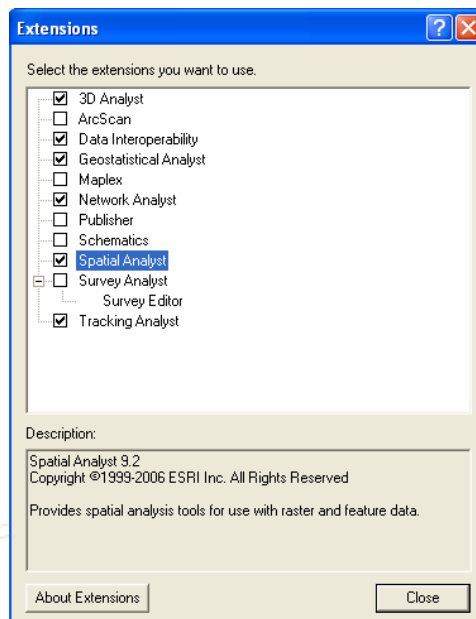 Extensions
Select the extensions you want to use.
3D Analyst
ArcScan
Data Interoperability
Geostatistical Analyst
Maplex
Network Analyst
Publisher
Schematics
Spatial Analyst
Survey Analyst
Survey Editor
Tracking Analyst
Description:
Spatial Analyst 9.2
Copyright ©1999-2006 ESRI Inc. All Rights Reserved
Provides spatial analysis tools for use with raster and feature data.
About Extensions
Close